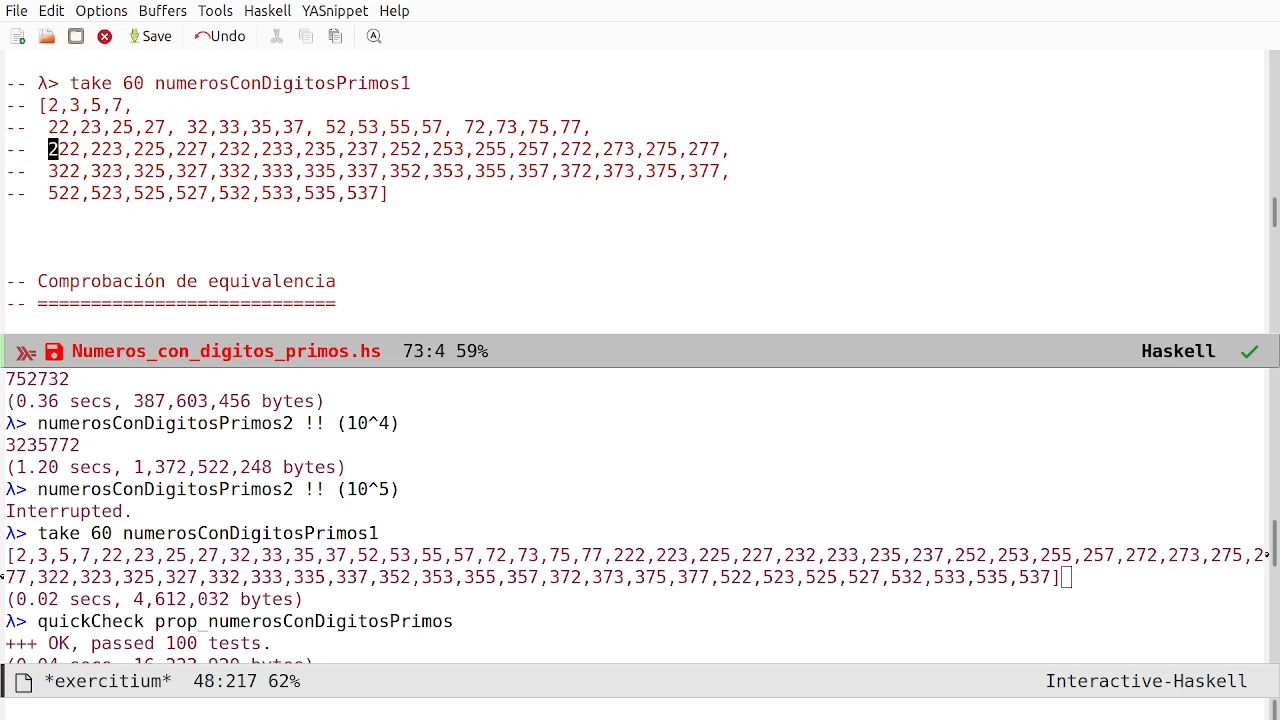 File Edit Options Buffers Tools Haskell YASnippet Help
Save Undo
-- λ> take 60 numerosConDigitosPrimos1
-- [2,3,5,7,
--  22,23,25,27, 32,33,35,37, 52,53,55,57, 72,73,75,77,
--  222,223,225,227,232,233,235,237,252,253,255,257,272,273,275,277,
--  322,323,325,327,332,333,335,337,352,353,355,357,372,373,375,377,
--  522,523,525,527,532,533,535,537]
-- Comprobación de equivalencia
-- ============================
Numeros_con_digitos_primos.hs 73:4 59% Haskell
752732
(0.36 secs, 387,603,456 bytes)
λ> numerosConDigitosPrimos2 !! (10^4)
3235772
(1.20 secs, 1,372,522,248 bytes)
λ> numerosConDigitosPrimos2 !! (10^5)
Interrupted.
λ> take 60 numerosConDigitosPrimos1
[2,3,5,7,22,23,25,27,32,33,35,37,52,53,55,57,72,73,75,77,222,223,225,227,232,233,235,237,252,253,255,257,272,273,275,2
77,322,323,325,327,332,333,335,337,352,353,355,357,372,373,375,377,522,523,525,527,532,533,535,537]
(0.02 secs, 4,612,032 bytes)
λ> quickCheck prop_numerosConDigitosPrimos
+++ OK, passed 100 tests.
(0.04 secs, 16,223,920 bytes)
*exercitium* 48:217 62% Interactive-Haskell